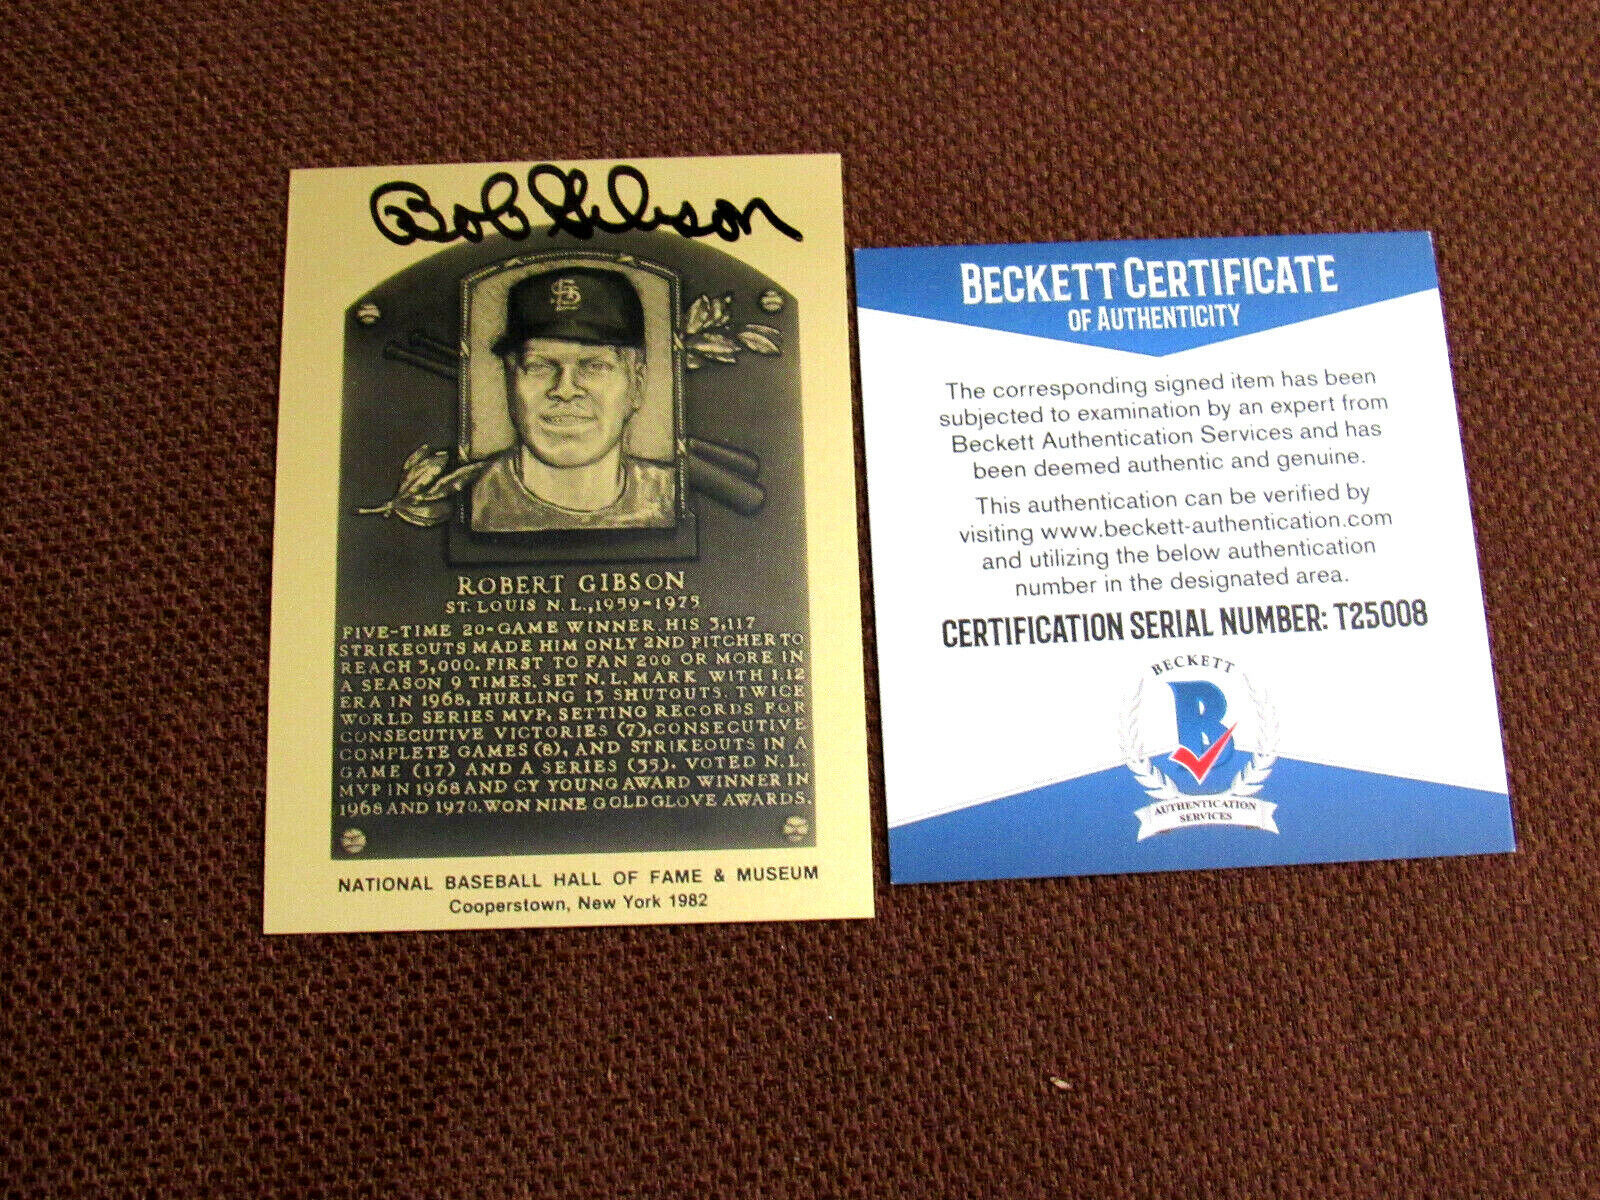 Bob Gibson
STL
ROBERT GIBSON
ST. LOUIS N.L., 1959-1975
FIVE-TIME 20-GAME WINNER. HIS 3,117
STRIKEOUTS MADE HIM ONLY 2ND PITCHER TO
REACH 3,000. FIRST TO FAN 200 OR MORE IN
A SEASON 9 TIMES. SET N.L. MARK WITH 1.12
ERA IN 1968, HURLING 13 SHUTOUTS. TWICE
WORLD SERIES MVP, SETTING RECORDS FOR
CONSECUTIVE VICTORIES (7), CONSECUTIVE
COMPLETE GAMES (8), AND STRIKEOUTS IN A
GAME (17) AND A SERIES (35). VOTED N.L.
MVP IN 1968 AND CY YOUNG AWARD WINNER IN
1968 AND 1970. WON NINE GOLD GLOVE AWARDS.
NATIONAL BASEBALL HALL OF FAME & MUSEUM
Cooperstown, New York 1982
BECKETT CERTIFICATE
OF AUTHENTICITY
The corresponding signed item has been
subjected to examination by an expert from
Beckett Authentication Services and has
been deemed authentic and genuine.
This authentication can be verified by
visiting www.beckett-authentication.com
and utilizing the below authentication
number in the designated area.
CERTIFICATION SERIAL NUMBER: T25008
BECKETT
B
AUTHENTICATION
SERVICES